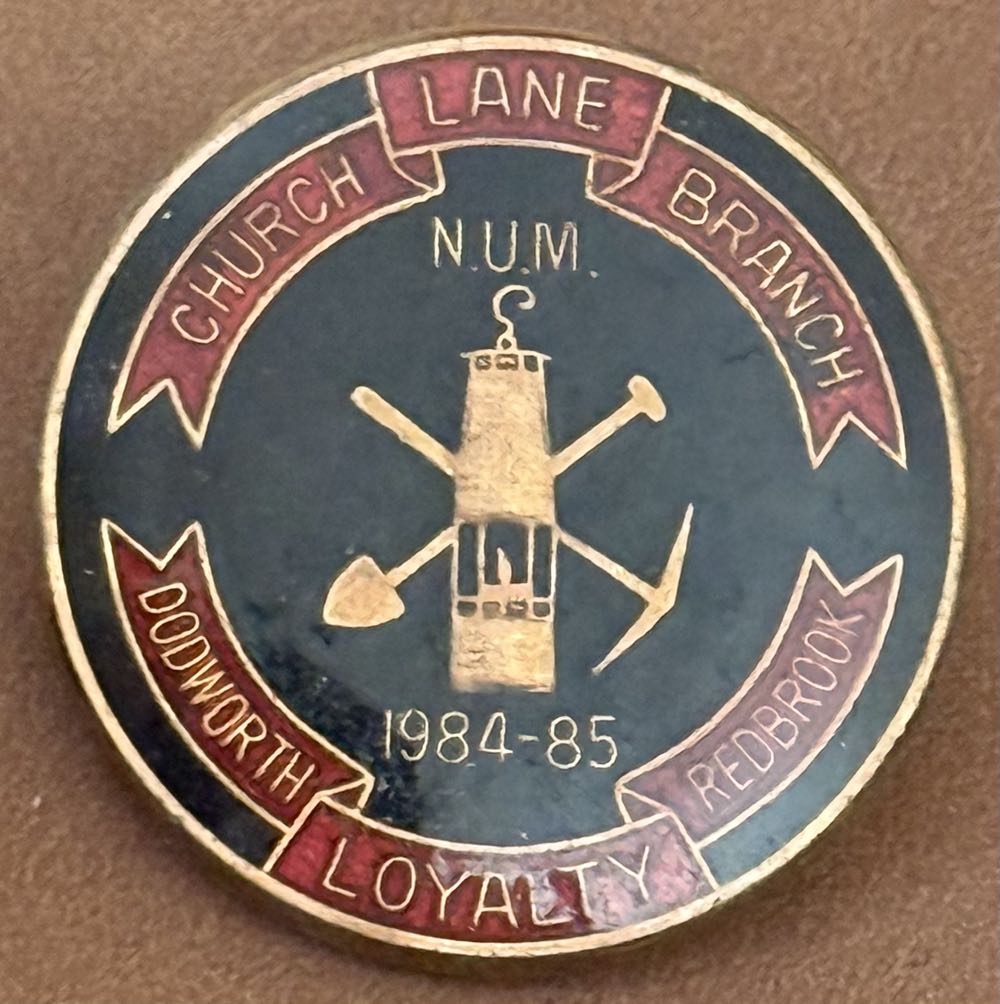 CHURCH LANE BRANCH
N.U.M.
1984-85
DODWORTH LOYALTY REDBROOK